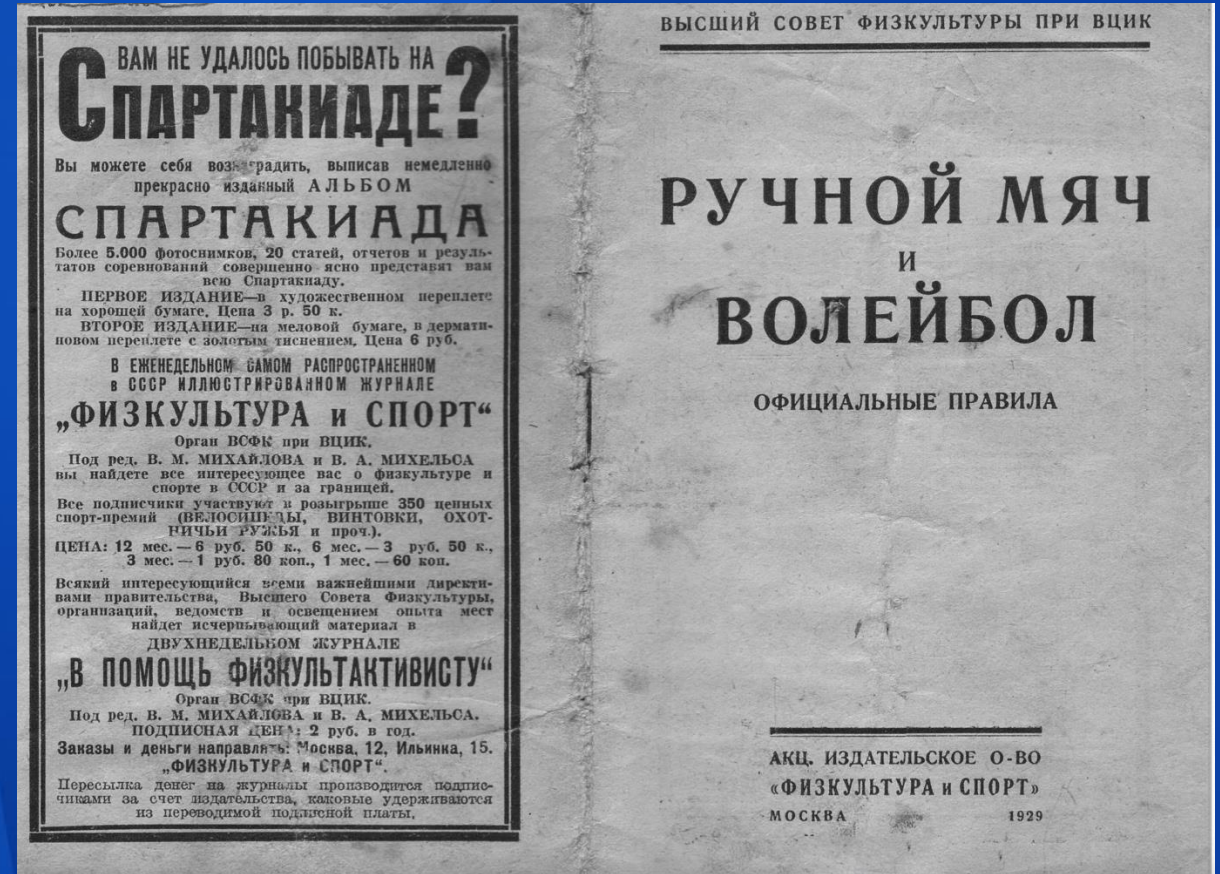 ВАМ НЕ УДАЛОСЬ ПОБЫВАТЬ НА
СПАРТАКИАДЕ?
Вы можете себя вознаградить, выписав немедленно
прекрасно изданный АЛЬБОМ
СПАРТАКИАДА
Более 5.000 фотоснимков, 20 статей, отчетов и резуль-
татов соревнований совершенно ясно представят вам
всю Спартакиаду.
ПЕРВОЕ ИЗДАНИЕ—в художественном переплете
на хорошей бумаге. Цена 3 р. 50 к.
ВТОРОЕ ИЗДАНИЕ—на меловой бумаге, в дермати-
новом переплете с золотым тиснением. Цена 6 руб.
В ЕЖЕНЕДЕЛЬНОМ САМОМ РАСПРОСТРАНЕННОМ
в СССР ИЛЛЮСТРИРОВАННОМ ЖУРНАЛЕ
„ФИЗКУЛЬТУРА и СПОРТ“
Орган ВСФК при ВЦИК.
Под ред. В. М. МИХАЙЛОВА и В. А. МИХЕЛЬСА
вы найдете все интересующее вас о физкультуре и
спорте в СССР и за границей.
Все подписчики участвуют в розыгрыше 350 ценных
спорт-премий (ВЕЛОСИПЕДЫ, ВИНТОВКИ, ОХОТ-
НИЧЬИ РУЖЬЯ и проч.).
ЦЕНА: 12 мес. — 6 руб. 50 к., 6 мес. — 3 руб. 50 к.,
3 мес. — 1 руб. 80 коп., 1 мес. — 60 коп.
Всякий интересующийся всеми важнейшими директи-
вами правительства, Высшего Совета Физкультуры,
организаций, ведомств и освещением опыта мест
найдет исчерпывающий материал в
ДВУХНЕДЕЛЬНОМ ЖУРНАЛЕ
„В ПОМОЩЬ ФИЗКУЛЬТАКТИВИСТУ“
Орган ВСФК при ВЦИК.
Под ред. В. М. МИХАЙЛОВА и В. А. МИХЕЛЬСА.
ПОДПИСНАЯ ЦЕНА: 2 руб. в год.
Заказы и деньги направлять: Москва, 12, Ильинка, 15.
„ФИЗКУЛЬТУРА и СПОРТ“.
Пересылка денег на журналы производится подпис-
чиками за счет издательства, каковые удерживаются
из переводимой подписной платы.
ВЫСШИЙ СОВЕТ ФИЗКУЛЬТУРЫ ПРИ ВЦИК
РУЧНОЙ МЯЧ
И
ВОЛЕЙБОЛ
ОФИЦИАЛЬНЫЕ ПРАВИЛА
АКЦ. ИЗДАТЕЛЬСКОЕ О-ВО
«ФИЗКУЛЬТУРА и СПОРТ»
МОСКВА 1929